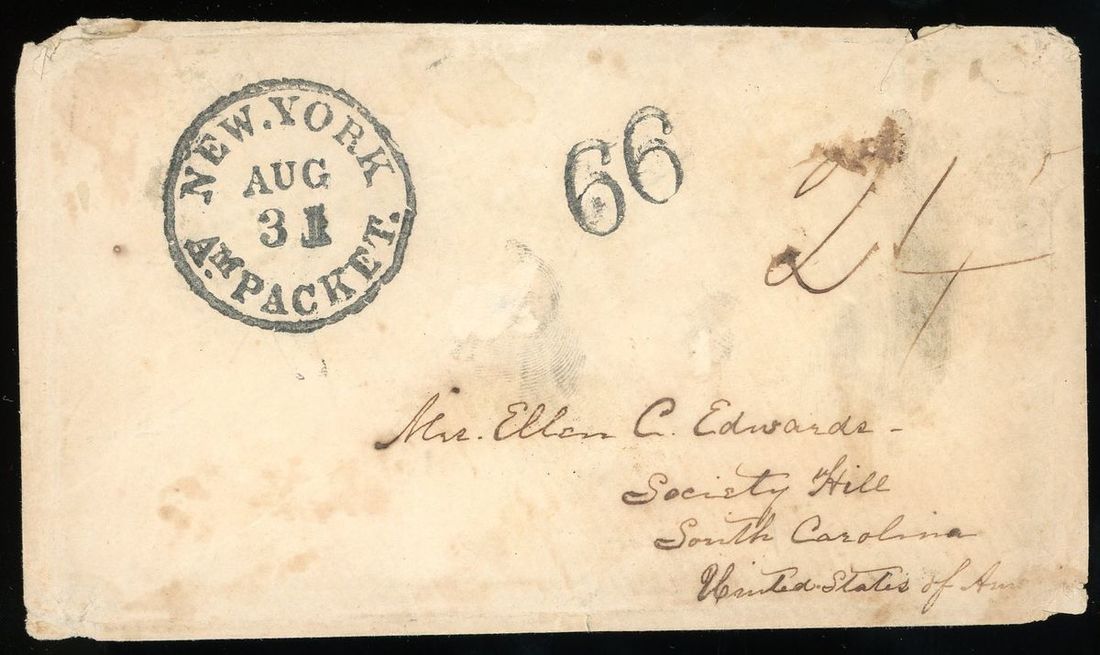 NEW.YORK
AUG
31
Am. PACKET.
66
24
Mrs. Ellen C. Edwards-
Society Hill
South Carolina
United States of Am